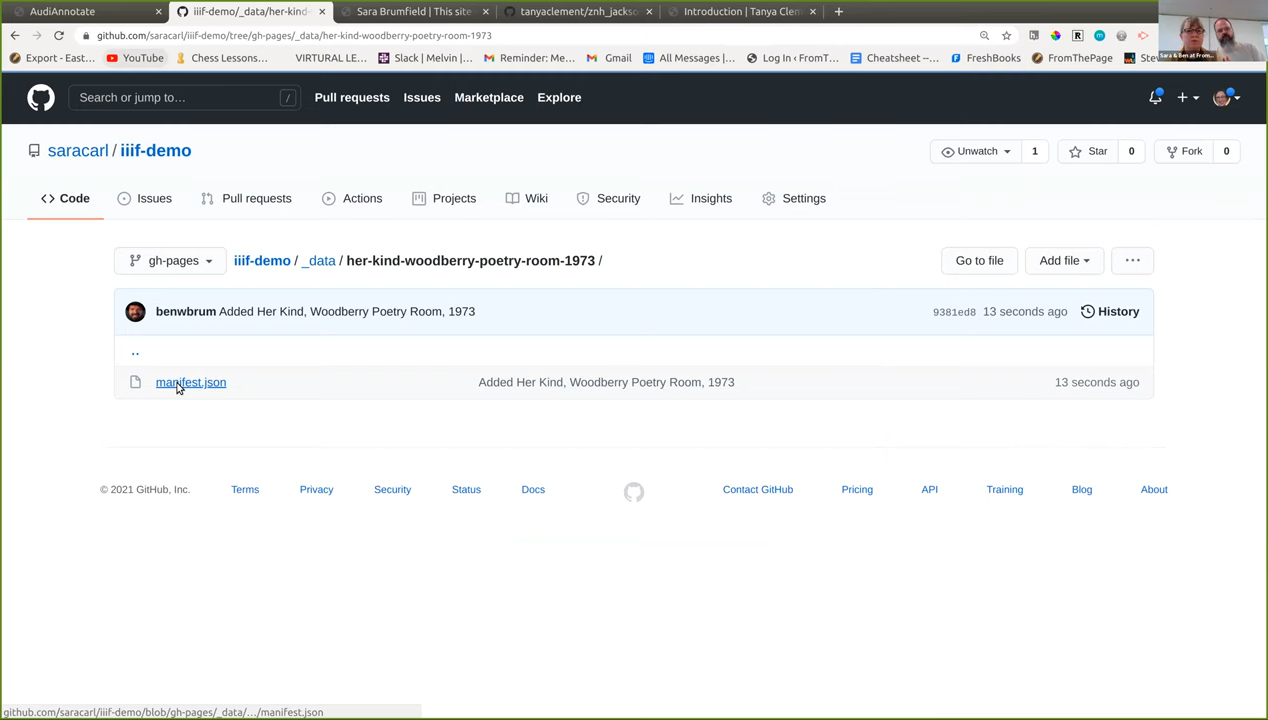 AudiAnnotate
iiif-demo/_data/her-kind-
Sara Brumfield | This site
tanyaclement/znh_jackso
Introduction | Tanya Clem
github.com/saracarl/iiif-demo/tree/gh-pages/_data/her-kind-woodberry-poetry-room-1973
Export - East…
YouTube
Chess Lessons…
VIRTUAL LE…
Slack | Melvin |…
Reminder: Me…
Gmail
All Messages |…
Log In ‹ FromT…
Cheatsheet --…
FreshBooks
FromThePage
Sara & Ben at From…
Search or jump to…
/
Pull requests
Issues
Marketplace
Explore
saracarl / iiif-demo
Unwatch
1
Star
0
Fork
0
Code
Issues
Pull requests
Actions
Projects
Wiki
Security
Insights
Settings
gh-pages
iiif-demo / _data / her-kind-woodberry-poetry-room-1973 /
Go to file
Add file
…
benwbrum Added Her Kind, Woodberry Poetry Room, 1973
9381ed8 13 seconds ago
History
..
manifest.json
Added Her Kind, Woodberry Poetry Room, 1973
13 seconds ago
© 2021 GitHub, Inc.
Terms
Privacy
Security
Status
Docs
Contact GitHub
Pricing
API
Training
Blog
About
github.com/saracarl/iiif-demo/blob/gh-pages/_data/…/manifest.json